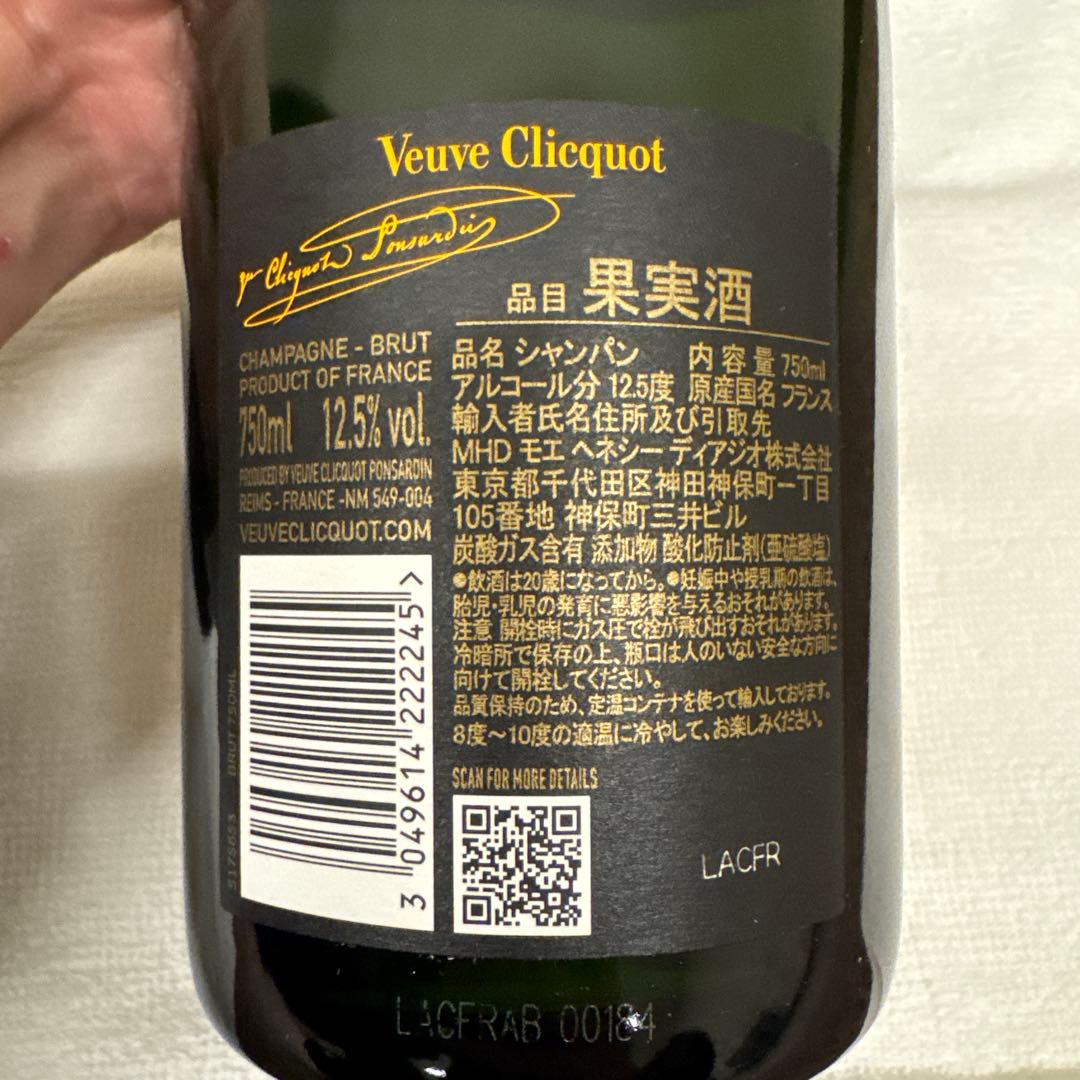 Veuve Clicquot
Clicquot Ponsardin
品目 果実酒
CHAMPAGNE - BRUT
PRODUCT OF FRANCE
750ml 12.5% vol.
PRODUCED BY VEUVE CLICQUOT PONSARDIN
REIMS - FRANCE - NM 549-004
VEUVECLICQUOT.COM
品名 シャンパン 内容量 750ml
アルコール分 12.5度 原産国名 フランス
輸入者氏名住所及び引取先
MHD モエ ヘネシー ディアジオ株式会社
東京都千代田区神田神保町一丁目
105番地 神保町三井ビル
炭酸ガス含有 添加物 酸化防止剤(亜硫酸塩)
●飲酒は20歳になってから。●妊娠中や授乳期の飲酒は、
胎児・乳児の発育に悪影響を与えるおそれがあります。
注意 開栓時にガス圧で栓が飛び出すおそれがあります。
冷暗所で保存の上、瓶口は人のいない安全な方向に
向けて開栓してください。
品質保持のため、定温コンテナを使って輸入しております。
8度〜10度の適温に冷やして、お楽しみください。
SCAN FOR MORE DETAILS
3 049614 222245 >
BRUT 750ML
LACFR
LACFRAB 00184